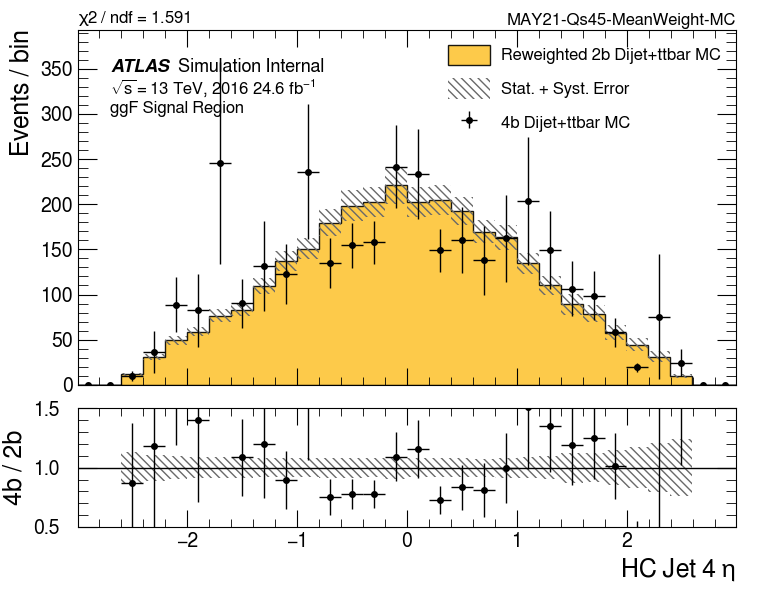 χ2 / ndf = 1.591
MAY21-Qs45-MeanWeight-MC
Events / bin
350
300
250
200
150
100
50
0
ATLAS Simulation Internal
√s = 13 TeV, 2016 24.6 fb⁻¹
ggF Signal Region
Reweighted 2b Dijet+ttbar MC
Stat. + Syst. Error
4b Dijet+ttbar MC
4b / 2b
1.5
1.0
0.5
−2 −1 0 1 2
HC Jet 4 η